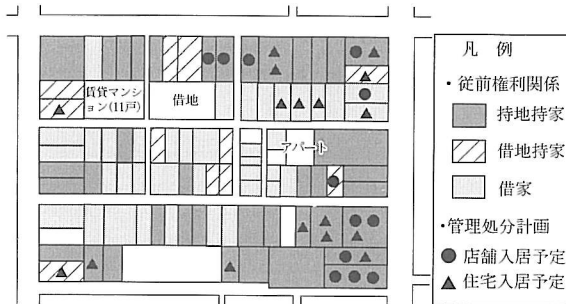 賃貸マンシ
ョン(11戸)
借地
アパート
凡 例
・従前権利関係
持地持家
借地持家
借家
・管理処分計画
店舗入居予定
住宅入居予定